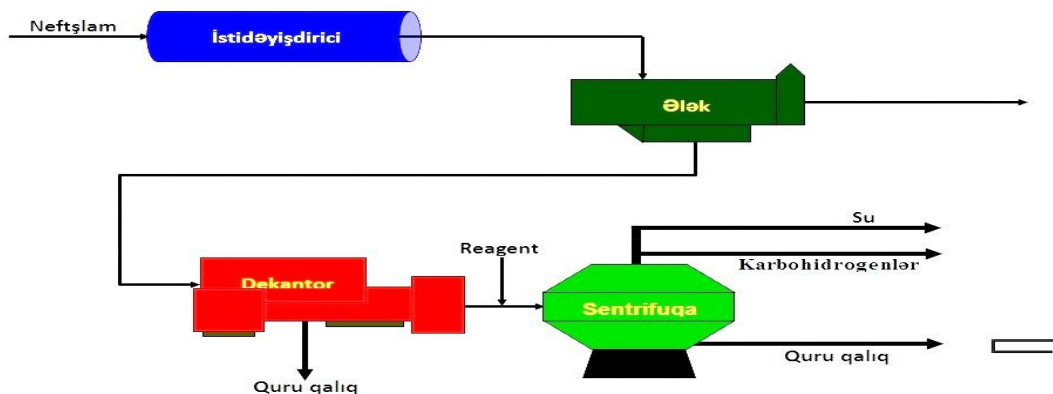 Neftşlam
İstidəyişdirici
Ələk
Su
Reagent
Karbohidrogenlər
Dekantor
Sentrifuqa
Quru qalıq
Quru qalıq